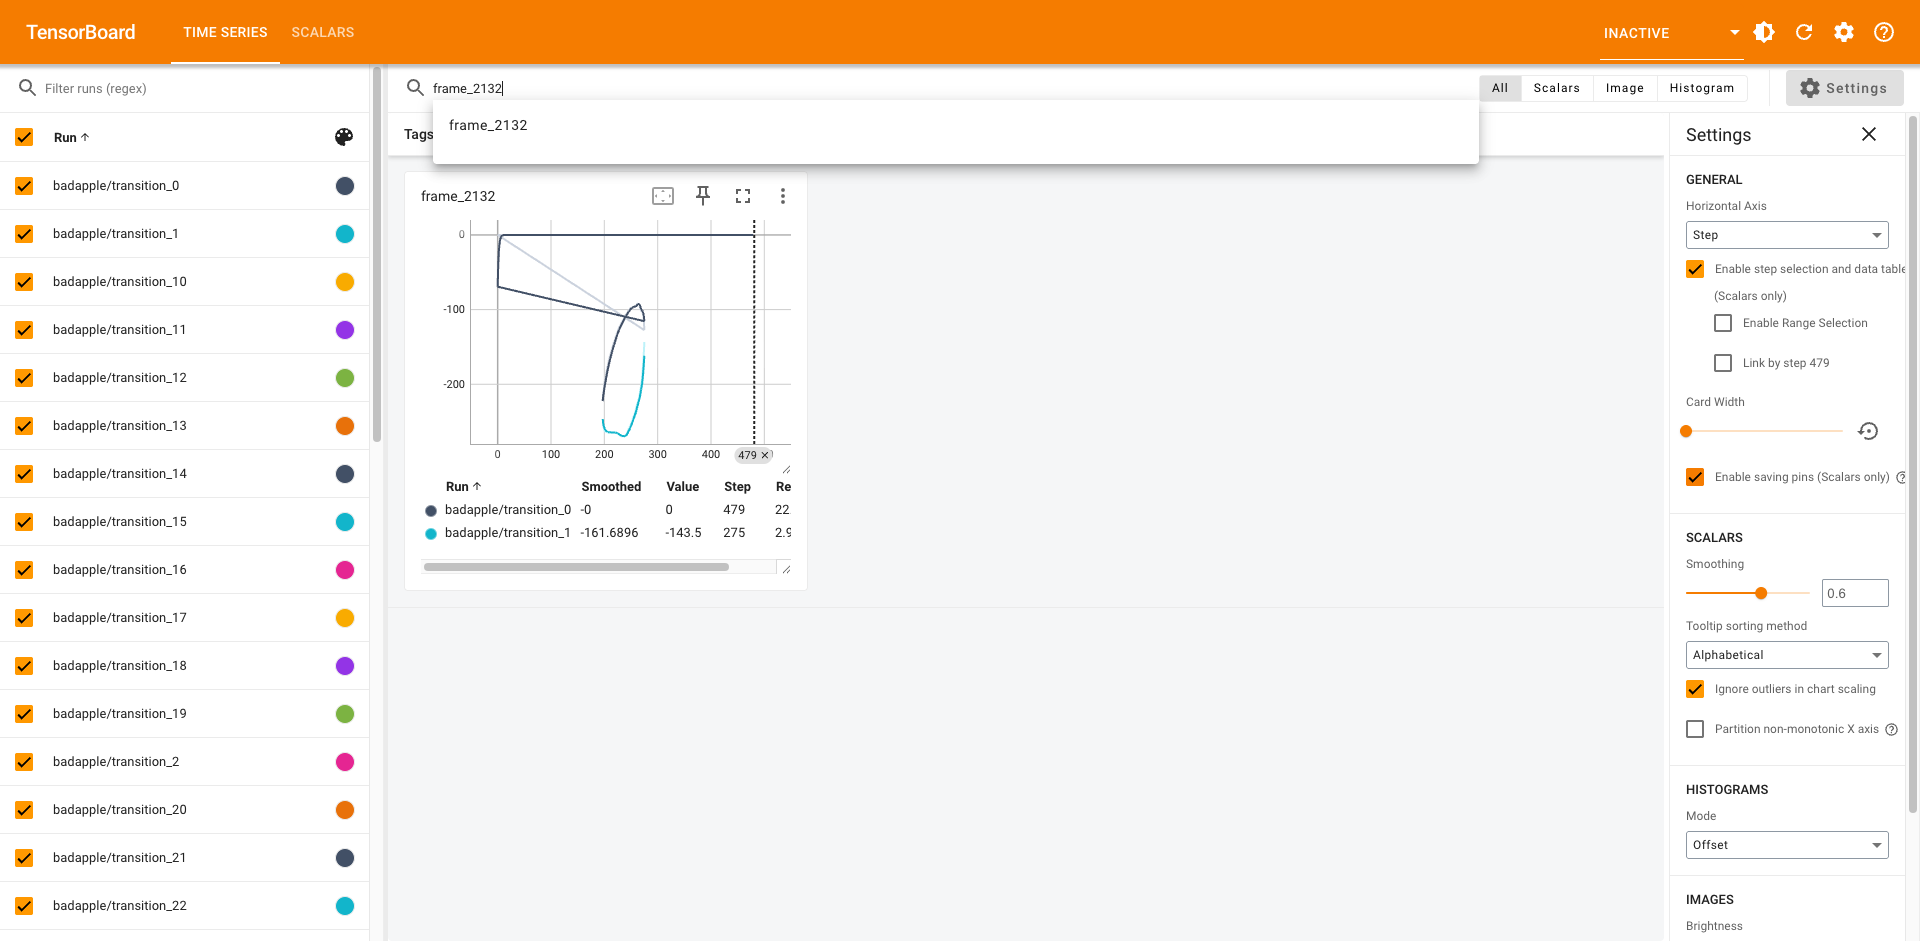 TensorBoard
TIME SERIES
SCALARS
INACTIVE
Filter runs (regex)
Run
badapple/transition_0
badapple/transition_1
badapple/transition_10
badapple/transition_11
badapple/transition_12
badapple/transition_13
badapple/transition_14
badapple/transition_15
badapple/transition_16
badapple/transition_17
badapple/transition_18
badapple/transition_19
badapple/transition_2
badapple/transition_20
badapple/transition_21
badapple/transition_22
frame_2132
frame_2132
All
Scalars
Image
Histogram
Settings
Tags
frame_2132
0
-100
-200
0 100 200 300 400 479
Run Smoothed Value Step Re
badapple/transition_0 -0 0 479 22.
badapple/transition_1 -161.6896 -143.5 275 2.9
Settings
GENERAL
Horizontal Axis
Step
Enable step selection and data table
(Scalars only)
Enable Range Selection
Link by step 479
Card Width
Enable saving pins (Scalars only)
SCALARS
Smoothing
0.6
Tooltip sorting method
Alphabetical
Ignore outliers in chart scaling
Partition non-monotonic X axis
HISTOGRAMS
Mode
Offset
IMAGES
Brightness